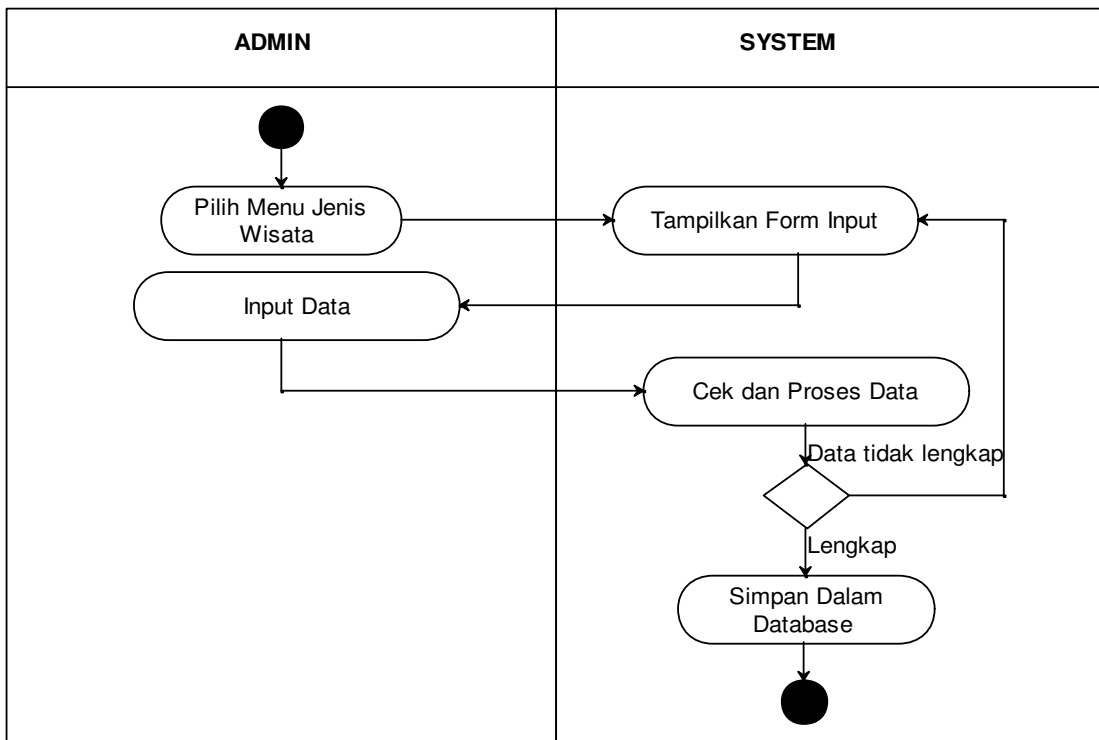 ADMIN
SYSTEM
Pilih Menu Jenis
Wisata
Tampilkan Form Input
Input Data
Cek dan Proses Data
Data tidak lengkap
Lengkap
Simpan Dalam
Database